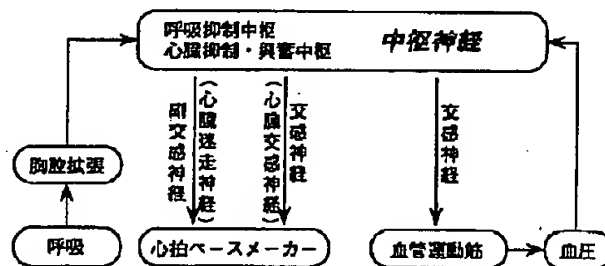 呼吸抑制中枢
心臓抑制・興奮中枢
中枢神経
副交感神経
(心臓迷走神経)
(心臓交感神経)
交感神経
交感神経
胸腔拡張
呼吸
心拍ペースメーカー
血管運動筋
血圧